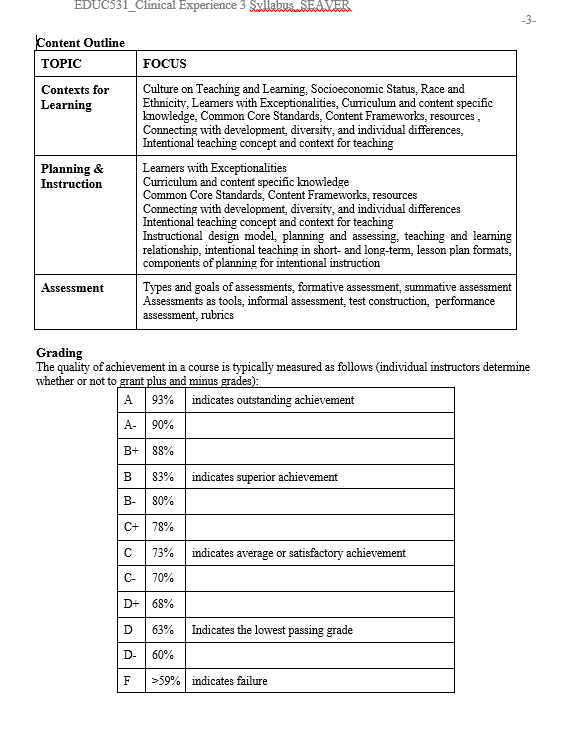 EDUC531_Clinical Experience 3 Syllabus_SEAVER
-3-
Content Outline
TOPIC FOCUS
Contexts for Learning
Culture on Teaching and Learning, Socioeconomic Status, Race and
Ethnicity, Learners with Exceptionalities, Curriculum and content specific
knowledge, Common Core Standards, Content Frameworks, resources ,
Connecting with development, diversity, and individual differences,
Intentional teaching concept and context for teaching
Planning & Instruction
Learners with Exceptionalities
Curriculum and content specific knowledge
Common Core Standards, Content Frameworks, resources
Connecting with development, diversity, and individual differences
Intentional teaching concept and context for teaching
Instructional design model, planning and assessing, teaching and learning
relationship, intentional teaching in short- and long-term, lesson plan formats,
components of planning for intentional instruction
Assessment
Types and goals of assessments, formative assessment, summative assessment
Assessments as tools, informal assessment, test construction, performance
assessment, rubrics
Grading
The quality of achievement in a course is typically measured as follows (individual instructors determine
whether or not to grant plus and minus grades):
A 93% indicates outstanding achievement
A- 90%
B+ 88%
B 83% indicates superior achievement
B- 80%
C+ 78%
C 73% indicates average or satisfactory achievement
C- 70%
D+ 68%
D 63% Indicates the lowest passing grade
D- 60%
F >59% indicates failure